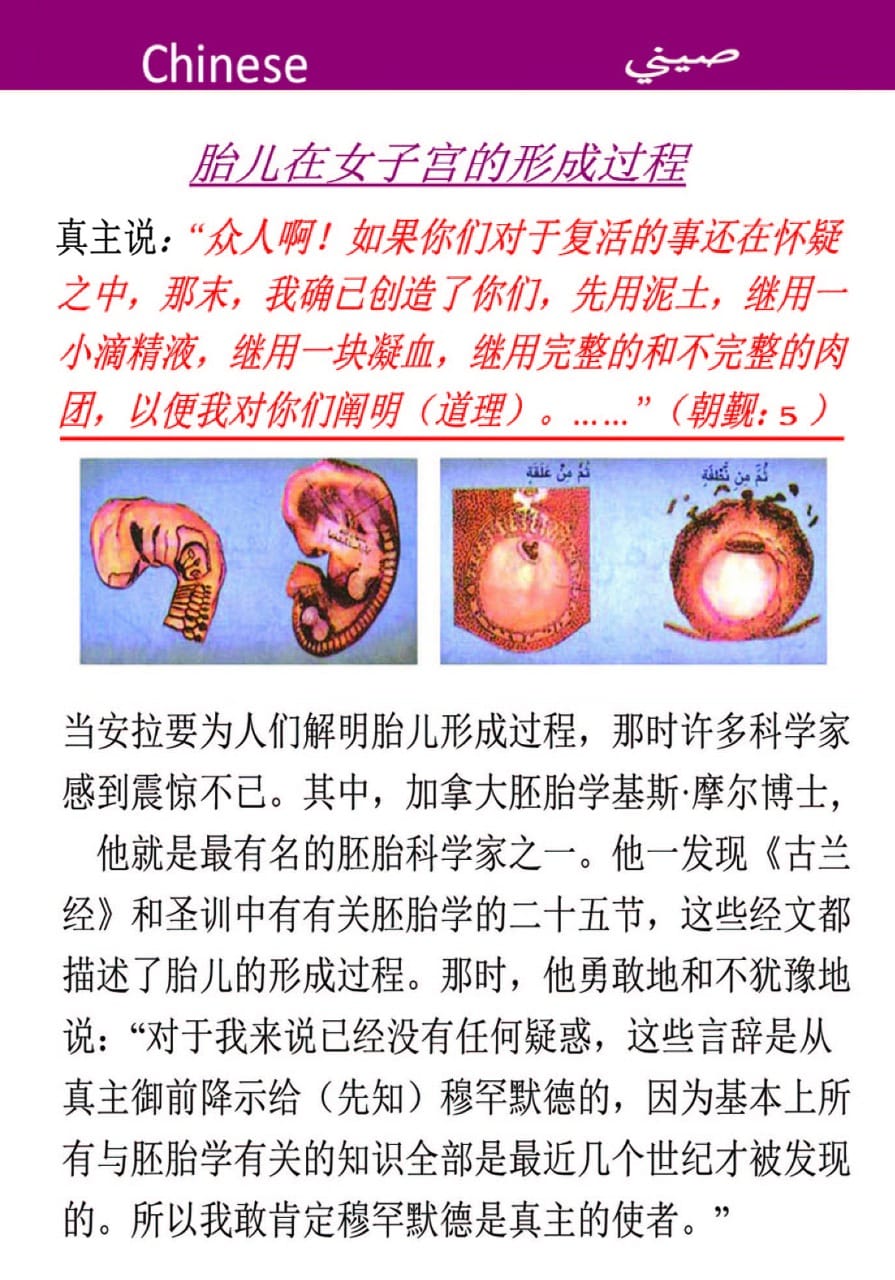 Chinese صيني
胎儿在女子宫的形成过程
真主说：“众人啊！如果你们对于复活的事还在怀疑
之中，那末，我确已创造了你们，先用泥土，继用一
小滴精液，继用一块凝血，继用完整的和不完整的肉
团，以便我对你们阐明（道理）。……”（朝觐：5 ）
ثُمَّ مِنْ عَلَقَةٍ ثُمَّ مِنْ نُطْفَةٍ
当安拉要为人们解明胎儿形成过程，那时许多科学家
感到震惊不已。其中，加拿大胚胎学基斯·摩尔博士，
他就是最有名的胚胎科学家之一。他一发现《古兰
经》和圣训中有有关胚胎学的二十五节，这些经文都
描述了胎儿的形成过程。那时，他勇敢地和不犹豫地
说：“对于我来说已经没有任何疑惑，这些言辞是从
真主御前降示给（先知）穆罕默德的，因为基本上所
有与胚胎学有关的知识全部是最近几个世纪才被发现
的。所以我敢肯定穆罕默德是真主的使者。”